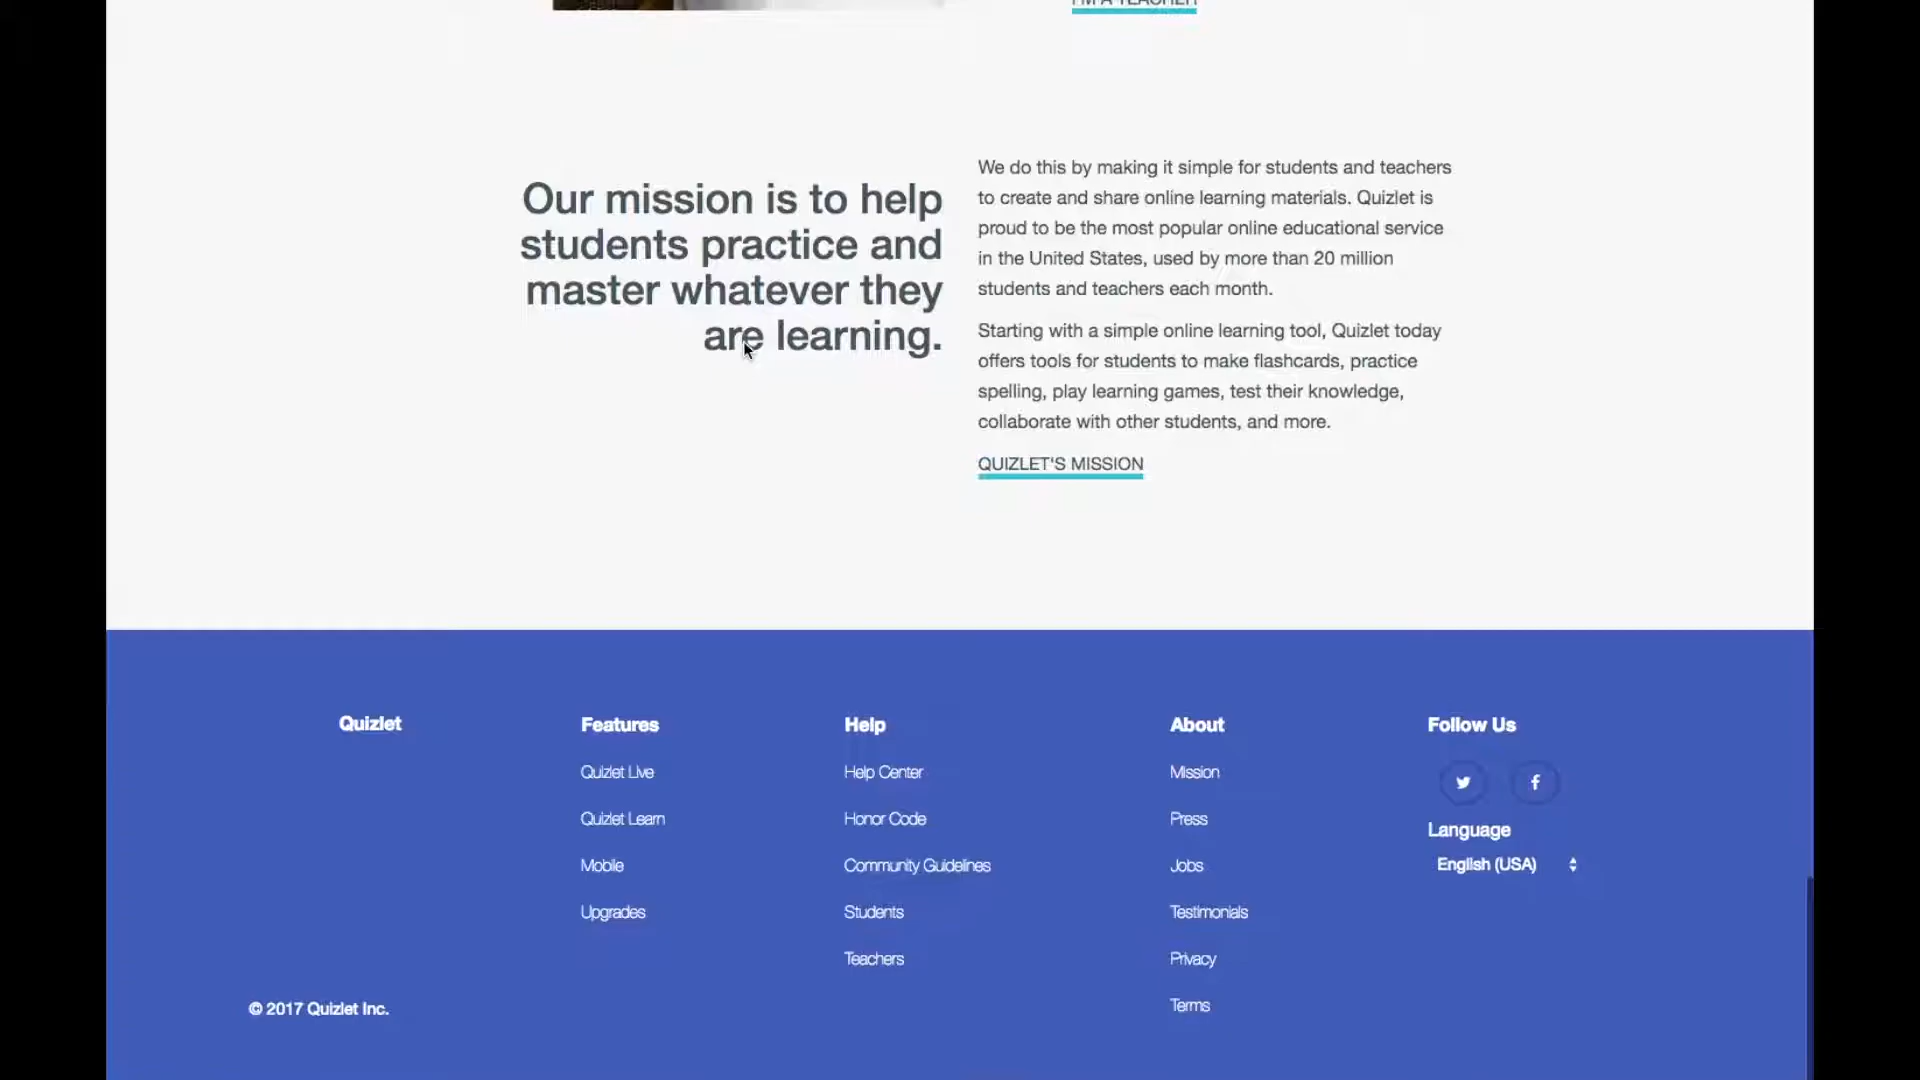 I'M A TEACHER
Our mission is to help
students practice and
master whatever they
are learning.
We do this by making it simple for students and teachers
to create and share online learning materials. Quizlet is
proud to be the most popular online educational service
in the United States, used by more than 20 million
students and teachers each month.
Starting with a simple online learning tool, Quizlet today
offers tools for students to make flashcards, practice
spelling, play learning games, test their knowledge,
collaborate with other students, and more.
QUIZLET'S MISSION
Quizlet
© 2017 Quizlet Inc.
Features
Quizlet Live
Quizlet Learn
Mobile
Upgrades
Help
Help Center
Honor Code
Community Guidelines
Students
Teachers
About
Mission
Press
Jobs
Testimonials
Privacy
Terms
Follow Us
Language
English (USA)